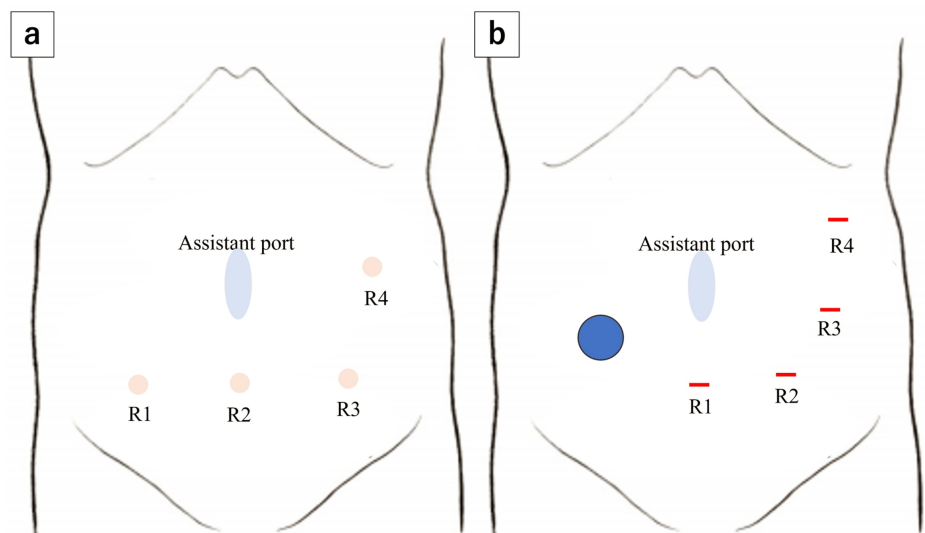 a
Assistant port
R4
R1
R2
R3
b
Assistant port
R4
R3
R2
R1